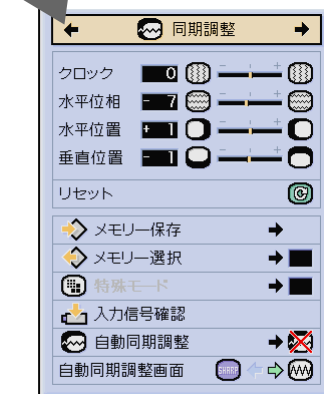 同期調整
クロック 0
水平位相 - 7
水平位置 + 1
垂直位置 - 1
リセット
メモリー保存
メモリー選択
特殊モード
入力信号確認
自動同期調整
自動同期調整画面 SHARP